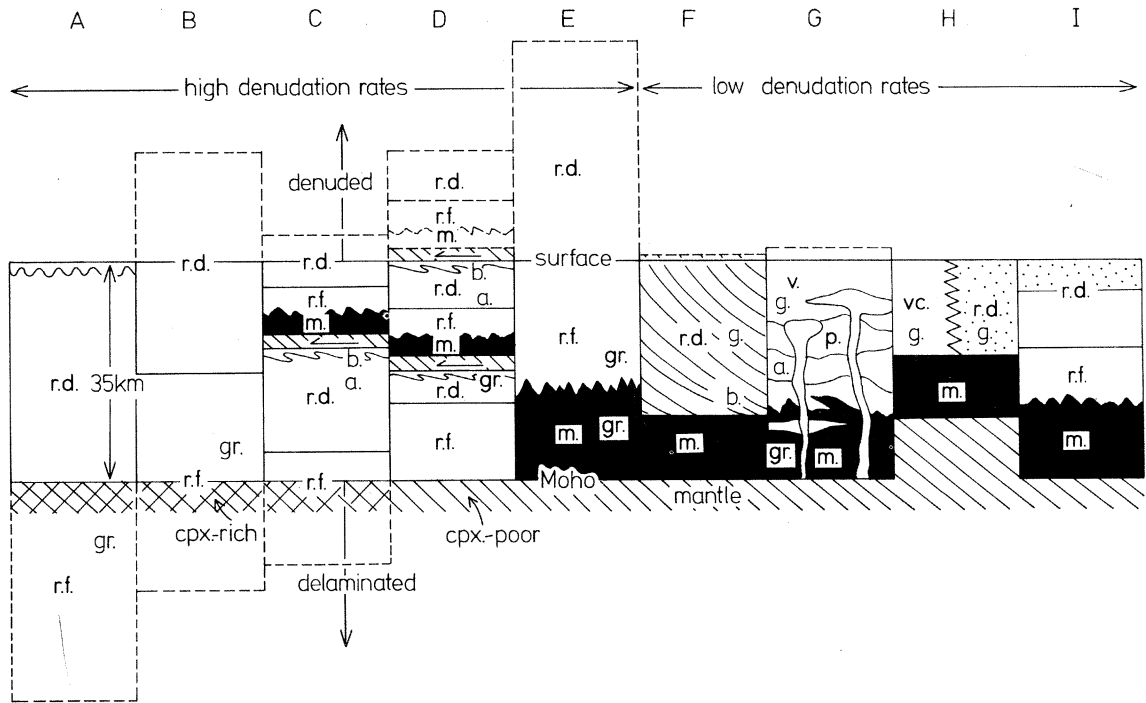 A B C D E F G H I
high denudation rates
low denudation rates
denuded
r.d.
r.d.
r.f.
m.
r.d.
r.d.
surface
b.
r.d.
a.
r.f.
m.
b.
a.
r.d.
r.f.
m.
gr.
r.d.
r.f.
r.d.
35km
gr.
r.f.
r.f.
r.f.
gr.
m.
gr.
Moho
r.d.
g.
b.
m.
v.
g.
p.
a.
gr.
m.
vc.
g.
r.d.
g.
m.
r.d.
r.f.
m.
mantle
cpx.-rich
cpx.-poor
gr.
r.f.
delaminated